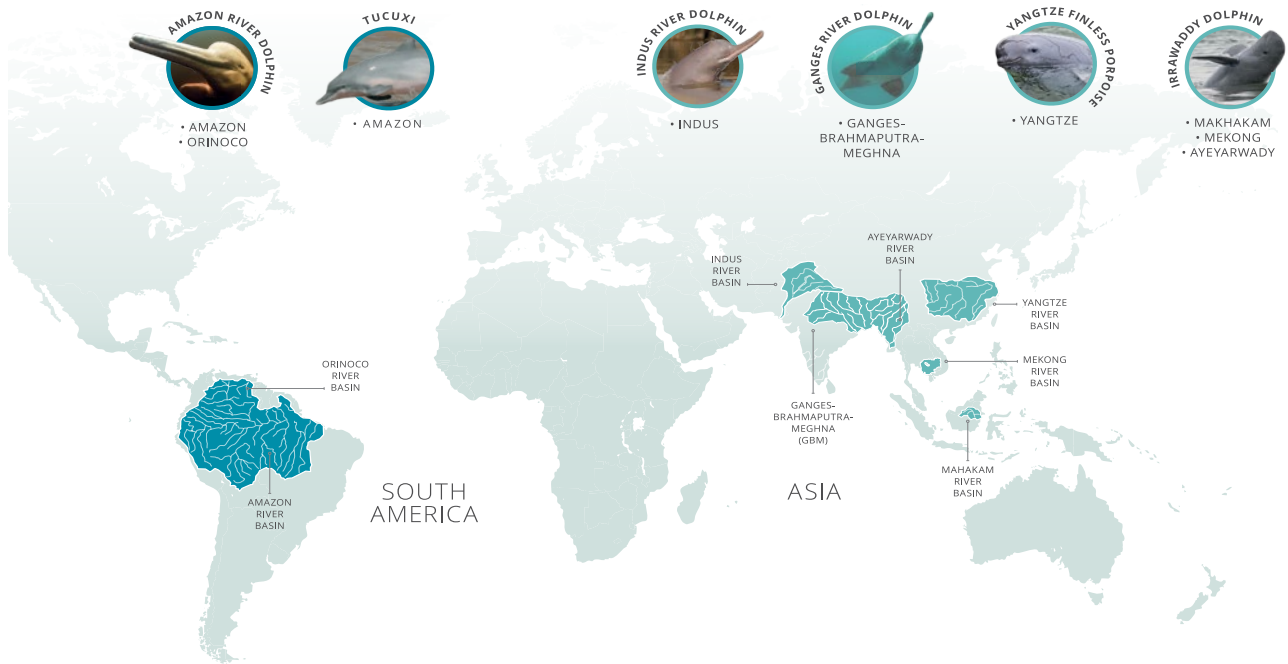 AMAZON RIVER DOLPHIN
• AMAZON
• ORINOCO
TUCUXI
• AMAZON
INDUS RIVER DOLPHIN
• INDUS
GANGES RIVER DOLPHIN
• GANGES-
BRAHMAPUTRA-
MEGHNA
YANGTZE FINLESS PORPOISE
• YANGTZE
IRRAWADDY DOLPHIN
• MAKHAKAM
• MEKONG
• AYEYARWADY
AYEYARWADY
RIVER
BASIN
INDUS
RIVER
BASIN
YANGTZE
RIVER
BASIN
ORINOCO
RIVER
BASIN
MEKONG
RIVER
BASIN
GANGES-
BRAHMAPUTRA-
MEGHNA
(GBM)
MAHAKAM
RIVER
BASIN
AMAZON
RIVER
BASIN
SOUTH
AMERICA
ASIA